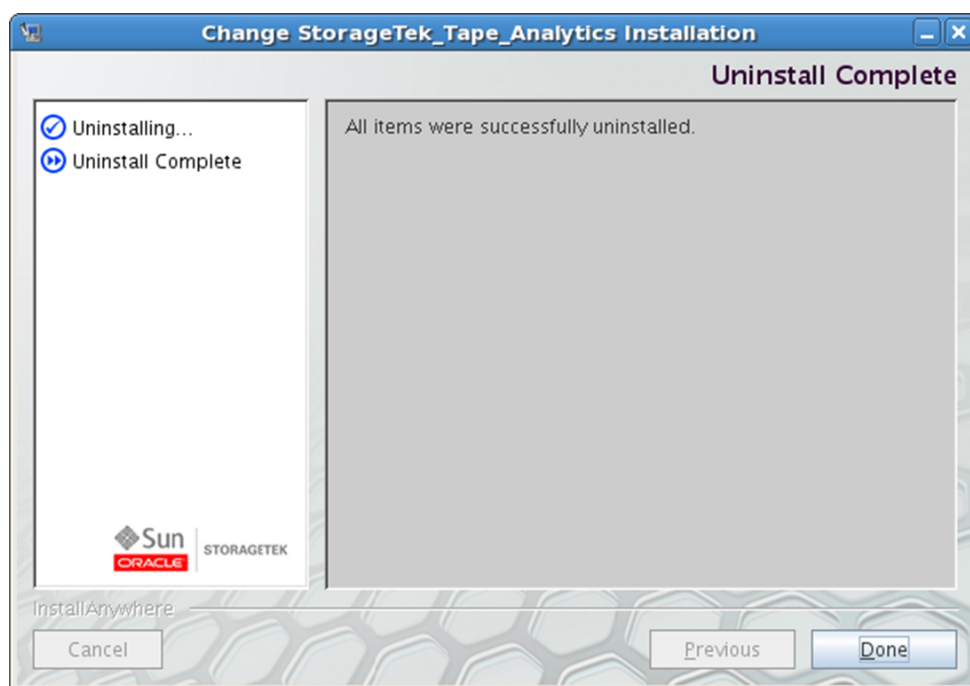 Change StorageTek_Tape_Analytics Installation
Uninstall Complete
Uninstalling...
Uninstall Complete
All items were successfully uninstalled.
Sun
ORACLE
STORAGETEK
InstallAnywhere
Cancel
Previous
Done